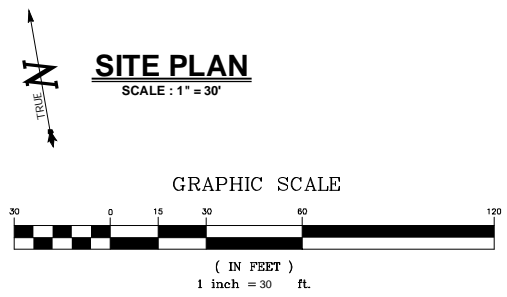 N
TRUE
SITE PLAN
SCALE : 1" = 30'
GRAPHIC SCALE
30 0 15 30 60 120
( IN FEET )
1 inch = 30 ft.